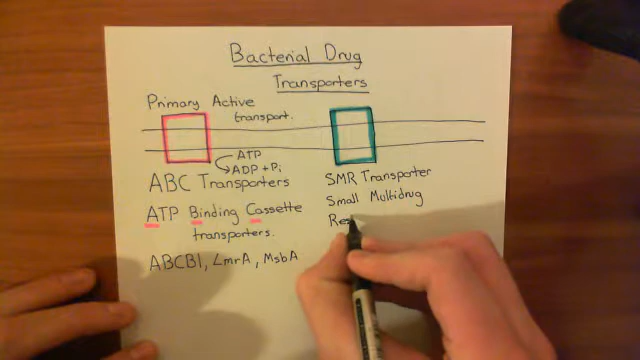 Bacterial Drug
Transporters
Primary Active
transport.
ATP
ADP + Pi
ABC Transporters
ATP Binding Cassette
transporters.
ABCB1, LmrA, MsbA
SMR Transporter
Small Multidrug
Res